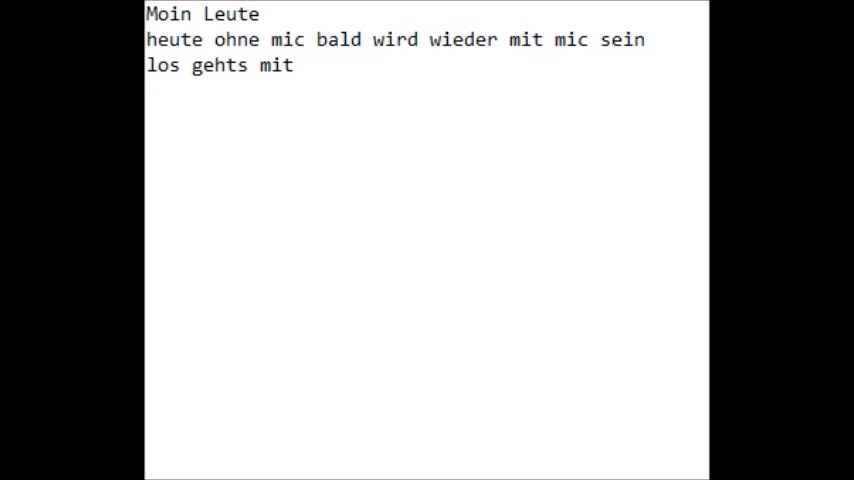 Moin Leute
heute ohne mic bald wird wieder mit mic sein
los gehts mit